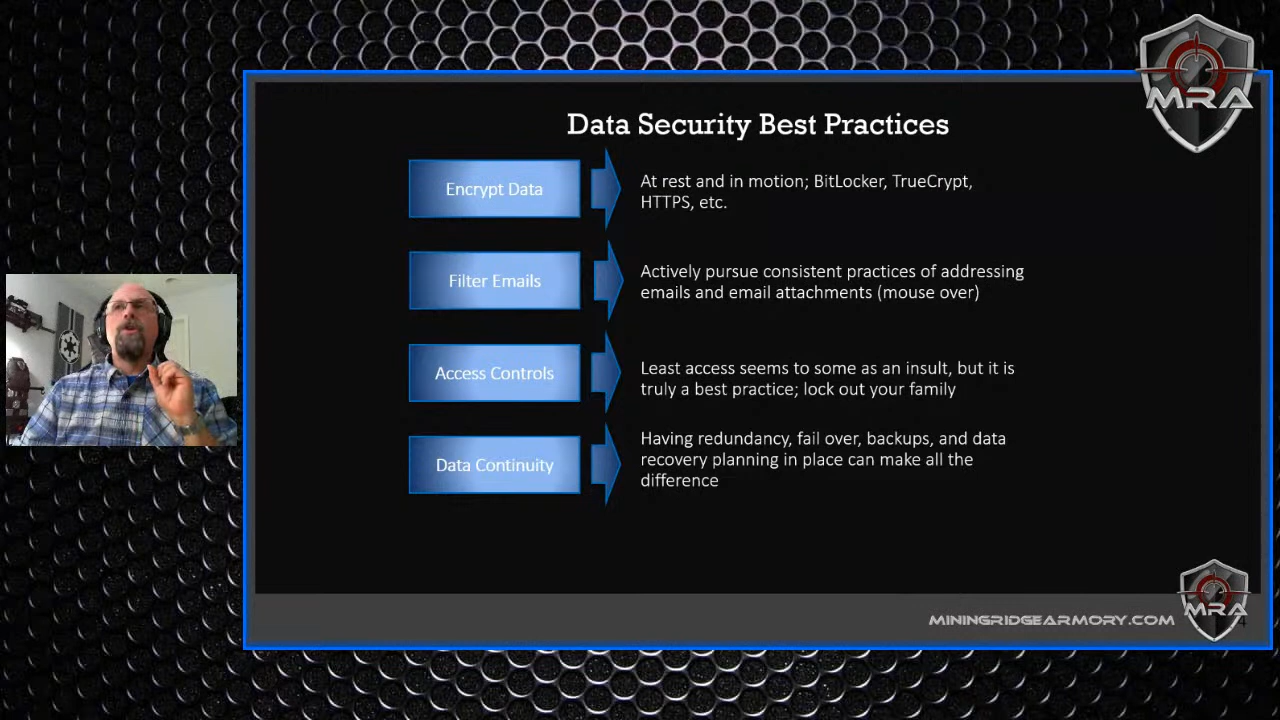 MRA
Data Security Best Practices
Encrypt Data
At rest and in motion; BitLocker, TrueCrypt,
HTTPS, etc.
Filter Emails
Actively pursue consistent practices of addressing
emails and email attachments (mouse over)
Access Controls
Least access seems to some as an insult, but it is
truly a best practice; lock out your family
Data Continuity
Having redundancy, fail over, backups, and data
recovery planning in place can make all the
difference
MININGRIDGEARMORY.COM
MRA